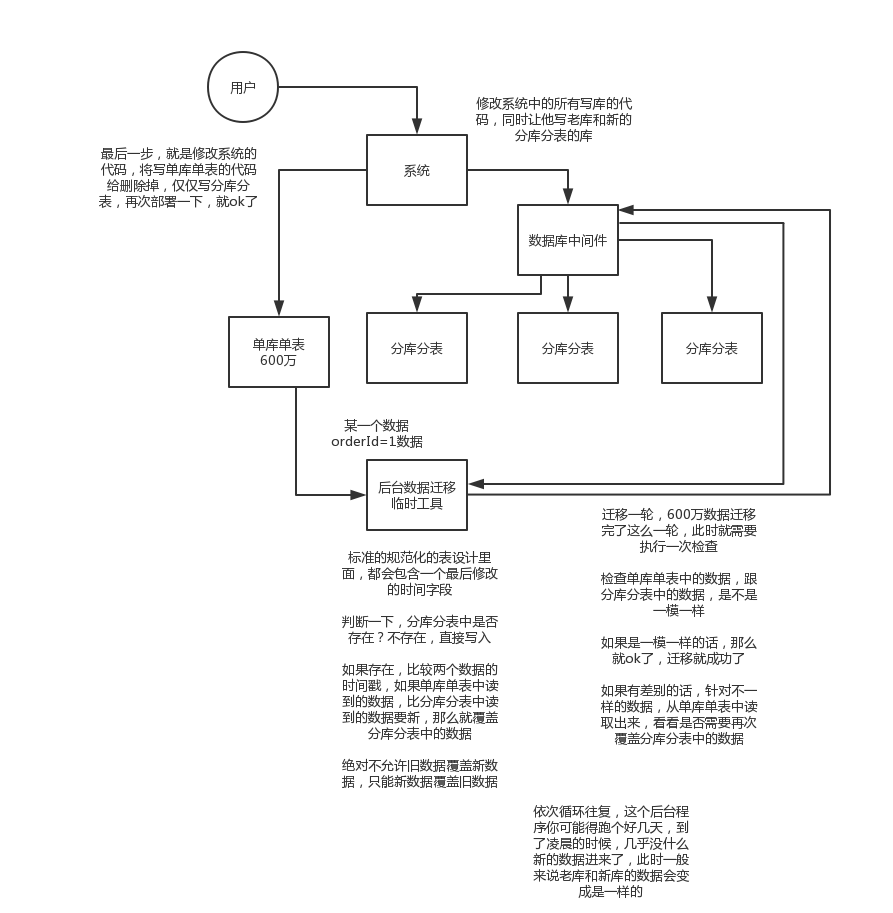 用户
修改系统中的所有写库的代
码，同时让他写老库和新的
分库分表的库
最后一步，就是修改系统的
代码，将写单库单表的代码
给删除掉，仅仅写分库分
表，再次部署一下，就ok了
系统
数据库中间件
单库单表
600万
分库分表
分库分表
分库分表
某一个数据
orderId=1数据
后台数据迁移
临时工具
迁移一轮，600万数据迁移
完了这么一轮，此时就需要
执行一次检查
检查单库单表中的数据，跟
分库分表中的数据，是不是
一模一样
如果是一模一样的话，那么
就ok了，迁移就成功了
如果有差别的话，针对不一
样的数据，从单库单表中读
取出来，看看是否需要再次
覆盖分库分表中的数据
标准的规范化的表设计里
面，都会包含一个最后修改
的时间字段
判断一下，分库分表中是否
存在？不存在，直接写入
如果存在，比较两个数据的
时间戳，如果单库单表中读
到的数据，比分库分表中读
到的数据要新，那么就覆盖
分库分表中的数据
绝对不允许旧数据覆盖新数
据，只能新数据覆盖旧数据
依次循环往复，这个后台程
序你可能得跑个好几天，到
了凌晨的时候，几乎没什么
新的数据进来了，此时一般
来说老库和新库的数据会变
成是一样的